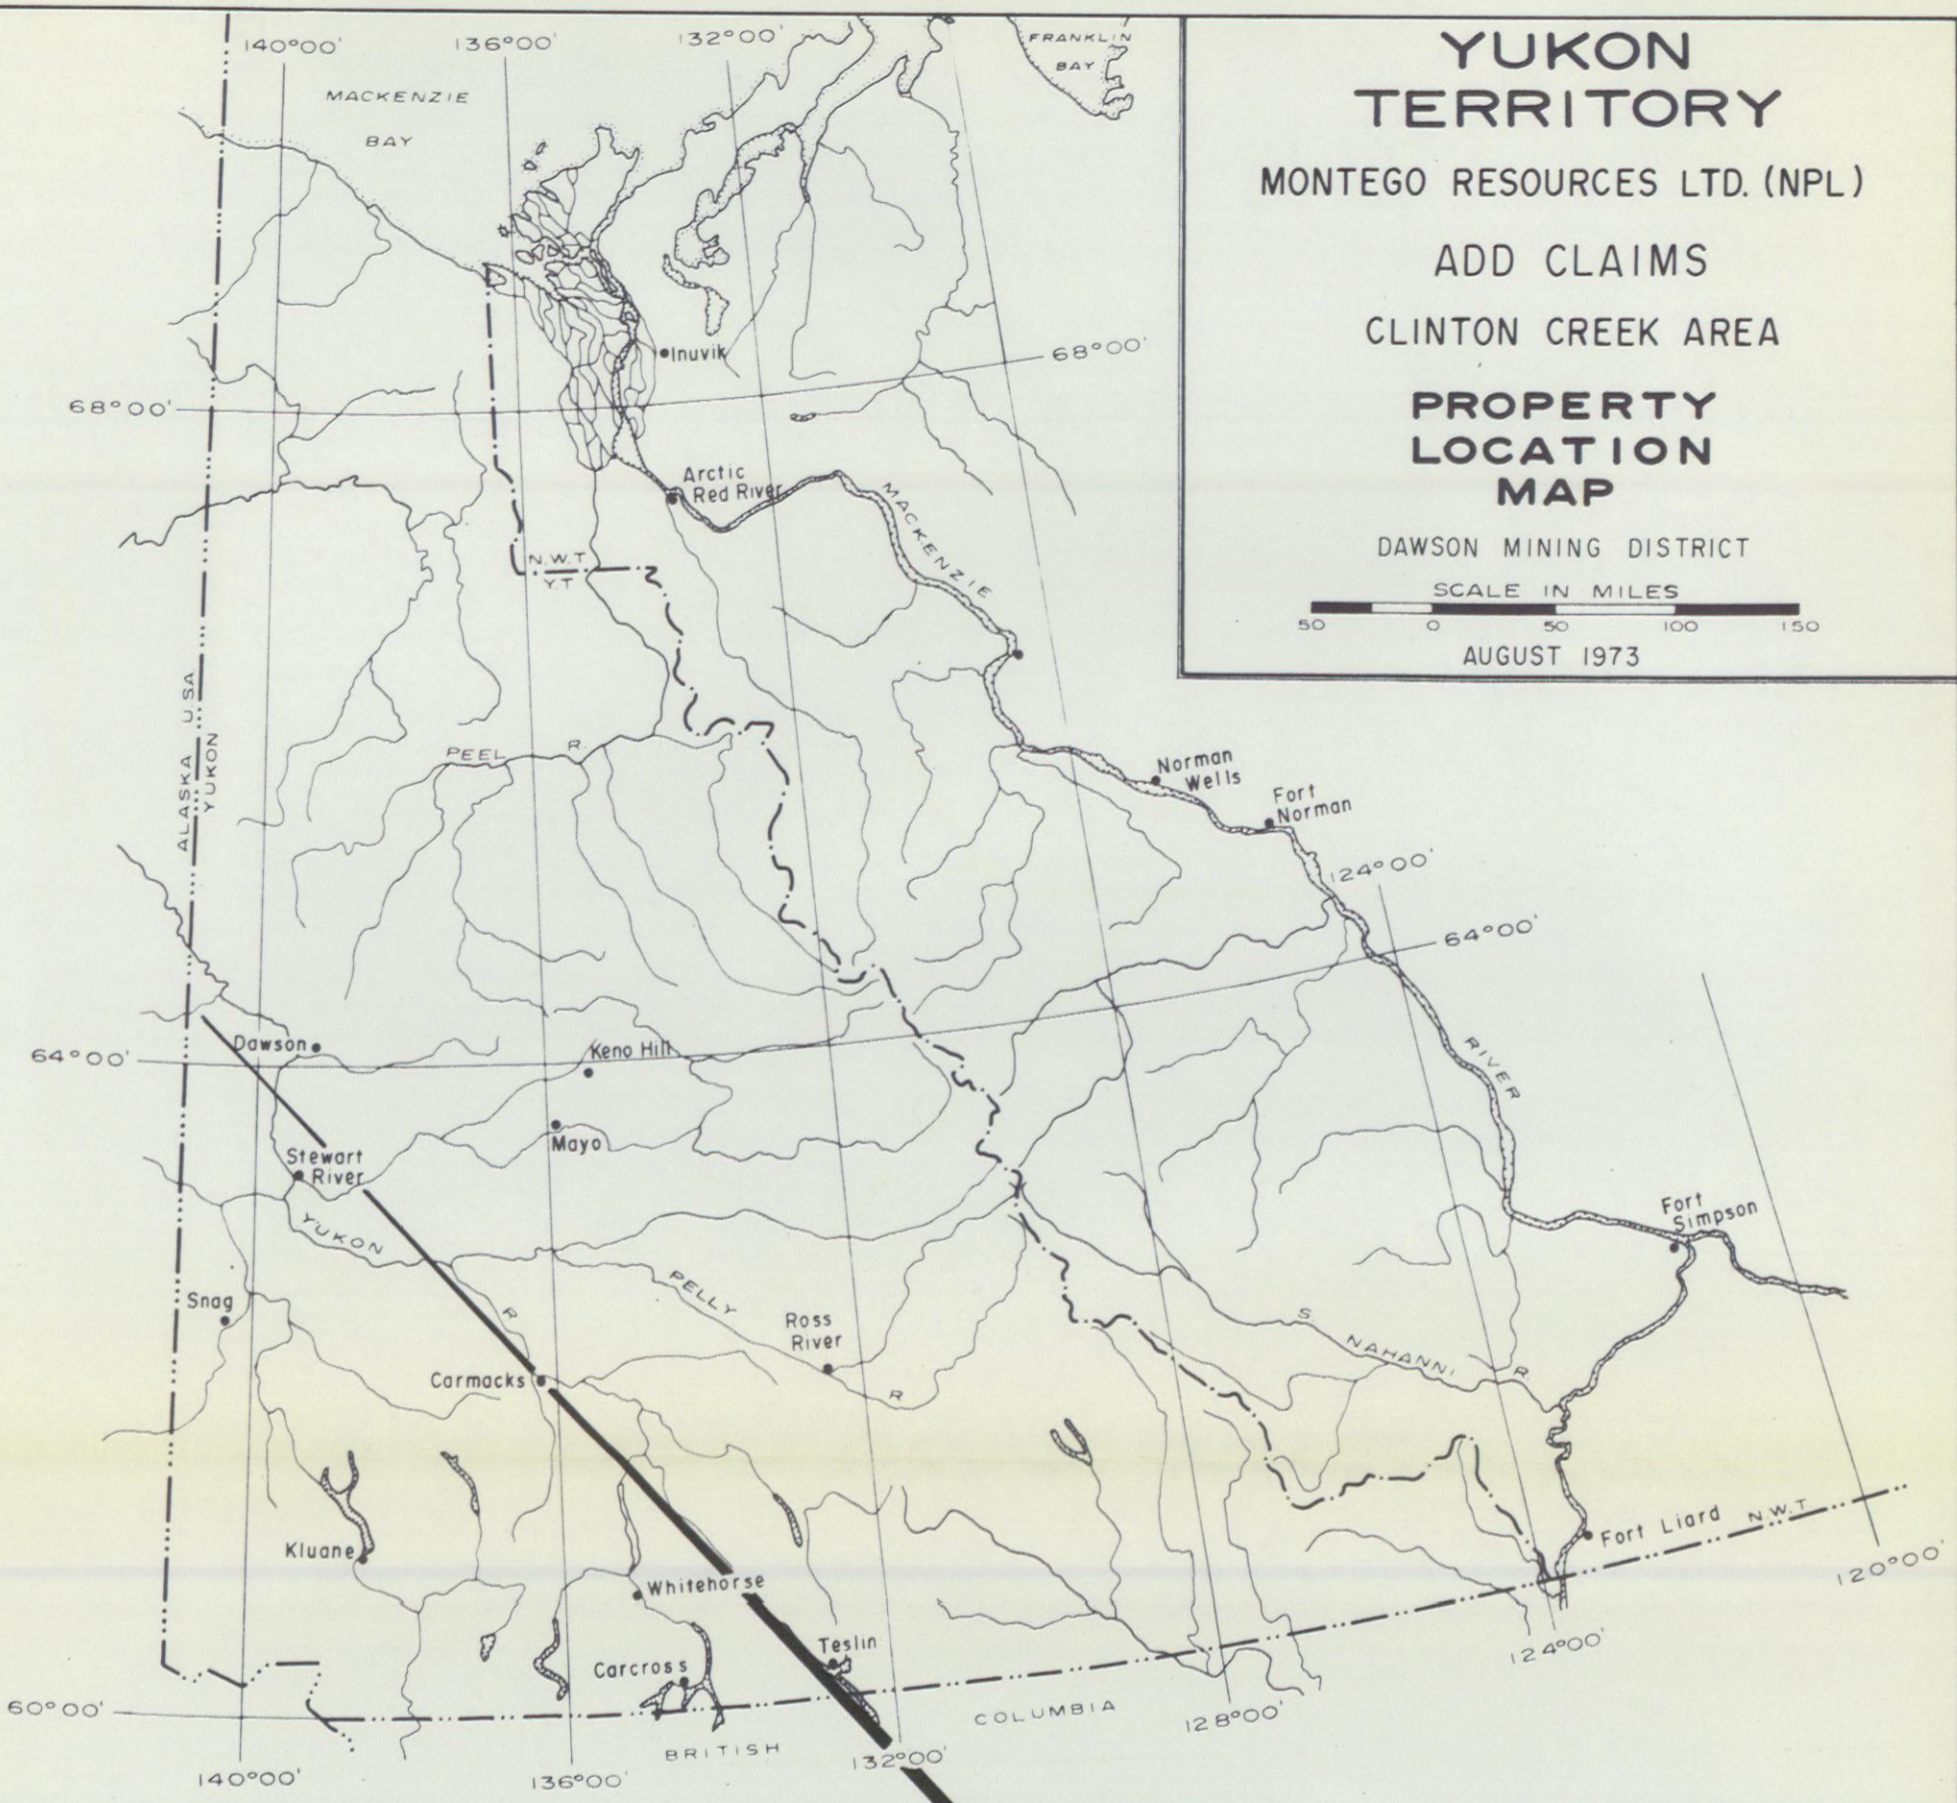 YUKON
TERRITORY
MONTEGO RESOURCES LTD. (NPL)
ADD CLAIMS
CLINTON CREEK AREA
PROPERTY
LOCATION
MAP
DAWSON MINING DISTRICT
SCALE IN MILES
50 0 50 100 150
AUGUST 1973
140°00'
136°00'
132°00'
FRANKLIN
BAY
MACKENZIE
BAY
Inuvik
68°00'
68°00'
Arctic
Red River
MACKENZIE
N.W.T
Y.T
ALASKA U.S.A.
YUKON
PEEL R
Norman
Wells
Fort
Norman
124°00'
64°00'
RIVER
Dawson
64°00'
Keno Hill
Mayo
Stewart
River
YUKON
R
Fort
Simpson
Snag
PELLY
R
Ross
River
S NAHANNI R
Carmacks
Kluane
Fort Liard
N.W.T
120°00'
Whitehorse
Teslin
Carcross
124°00'
60°00'
COLUMBIA
128°00'
BRITISH
132°00'
140°00'
136°00'